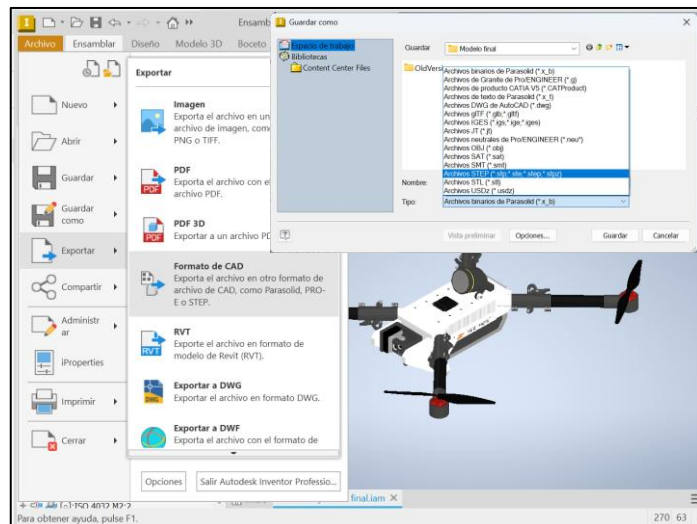 Ensamb
Archivo Ensamblar Diseño Modelo 3D Boceto
Nuevo
Abrir
Guardar
Guardar
como
Exportar
Compartir
Administr
ar
iProperties
Imprimir
Cerrar
Exportar
Imagen
Exporta el archivo en un
archivo de imagen, com
PNG o TIFF.
PDF
Exporta el archivo con el
archivo PDF.
PDF 3D
Exportar a un archivo PD
Formato de CAD
Exporta el archivo en otro formato de
archivo de CAD, como Parasolid, PRO-
E o STEP.
RVT
Exporte el archivo en formato de
modelo de Revit (RVT).
Exportar a DWG
Exportar el archivo en formato DWG.
Exportar a DWF
Exporta el archivo con el formato de
Opciones Salir Autodesk Inventor Professio...
Guardar como
Espacio de trabajo
Bibliotecas
Content Center Files
Guardar Modelo final
OldVersi
Archivos binarios de Parasolid (*.x_b)
Archivos de Granite de Pro/ENGINEER (*.g)
Archivos de producto CATIA V5 (*.CATProduct)
Archivos de texto de Parasolid (*.x_t)
Archivos DWG de AutoCAD (*.dwg)
Archivos glTF (*.glb;*.gltf)
Archivos IGES (*.igs;*.ige;*.iges)
Archivos JT (*.jt)
Archivos neutrales de Pro/ENGINEER (*.neu*)
Archivos OBJ (*.obj)
Archivos SAT (*.sat)
Archivos SMT (*.smt)
Archivos STEP (*.stp;*.ste;*.step;*.stpz)
Archivos STL (*.stl)
Archivos USDz (*.usdz)
Nombre:
Tipo: Archivos binarios de Parasolid (*.x_b)
Vista preliminar Opciones... Guardar Cancelar
final.iam
Para obtener ayuda, pulse F1.
270 63